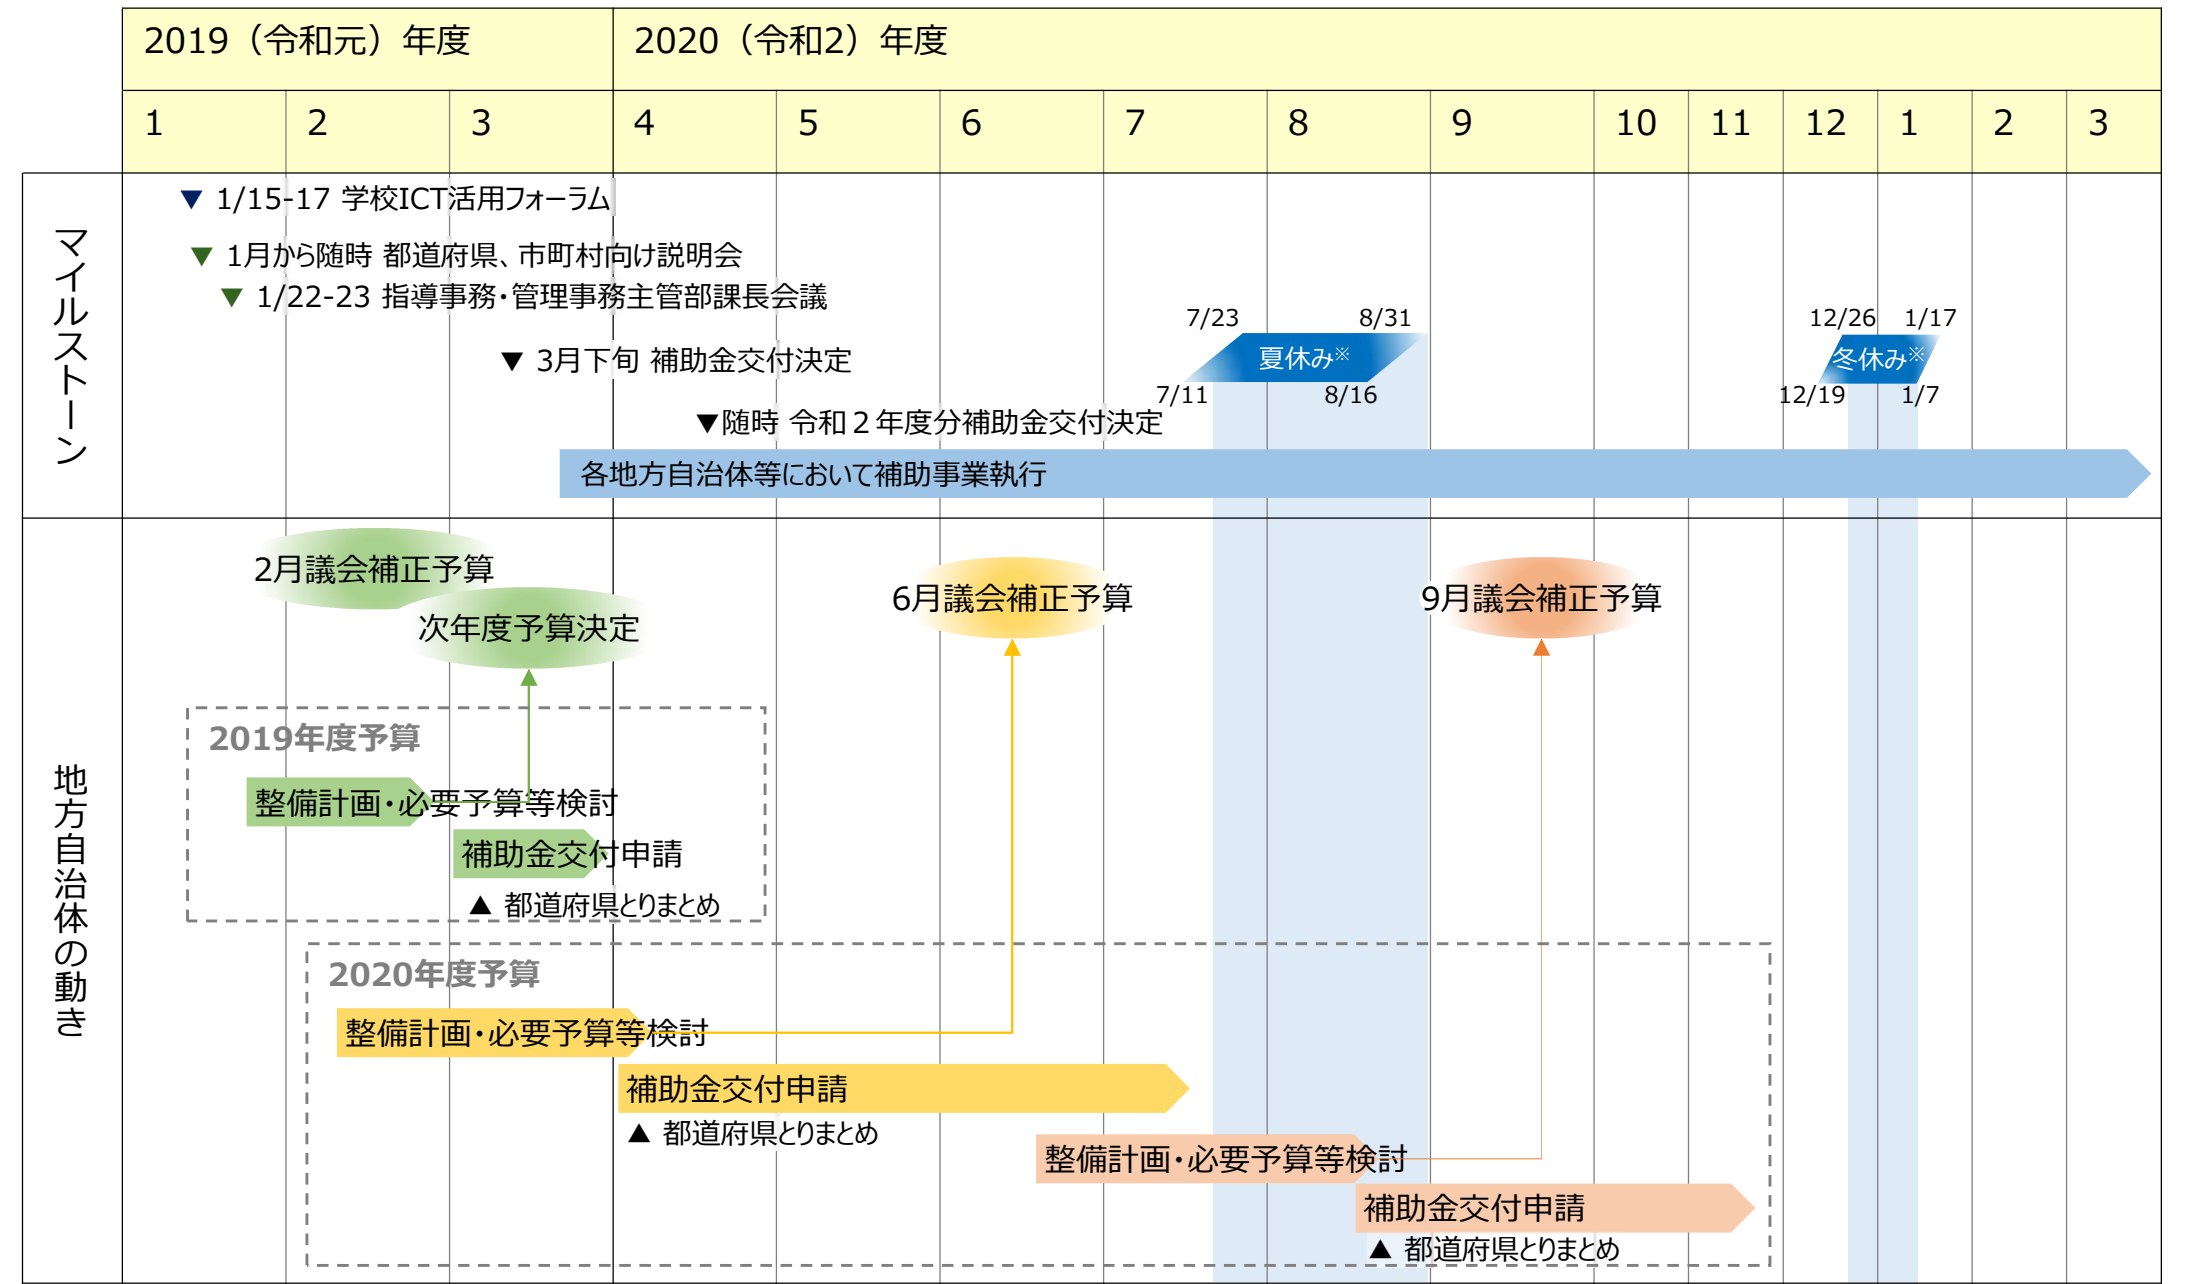 2019（令和元）年度
2020（令和2）年度
1 2 3 4 5 6 7 8 9 10 11 12 1 2 3
マイルストーン
▼ 1/15-17 学校ICT活用フォーラム
▼ 1月から随時 都道府県、市町村向け説明会
▼ 1/22-23 指導事務・管理事務主管部課長会議
▼ 3月下旬 補助金交付決定
▼随時 令和２年度分補助金交付決定
7/23 8/31
夏休み※
7/11 8/16
12/26 1/17
冬休み※
12/19 1/7
各地方自治体等において補助事業執行
地方自治体の動き
2月議会補正予算
次年度予算決定
6月議会補正予算
9月議会補正予算
2019年度予算
整備計画・必要予算等検討
補助金交付申請
▲ 都道府県とりまとめ
2020年度予算
整備計画・必要予算等検討
補助金交付申請
▲ 都道府県とりまとめ
整備計画・必要予算等検討
補助金交付申請
▲ 都道府県とりまとめ